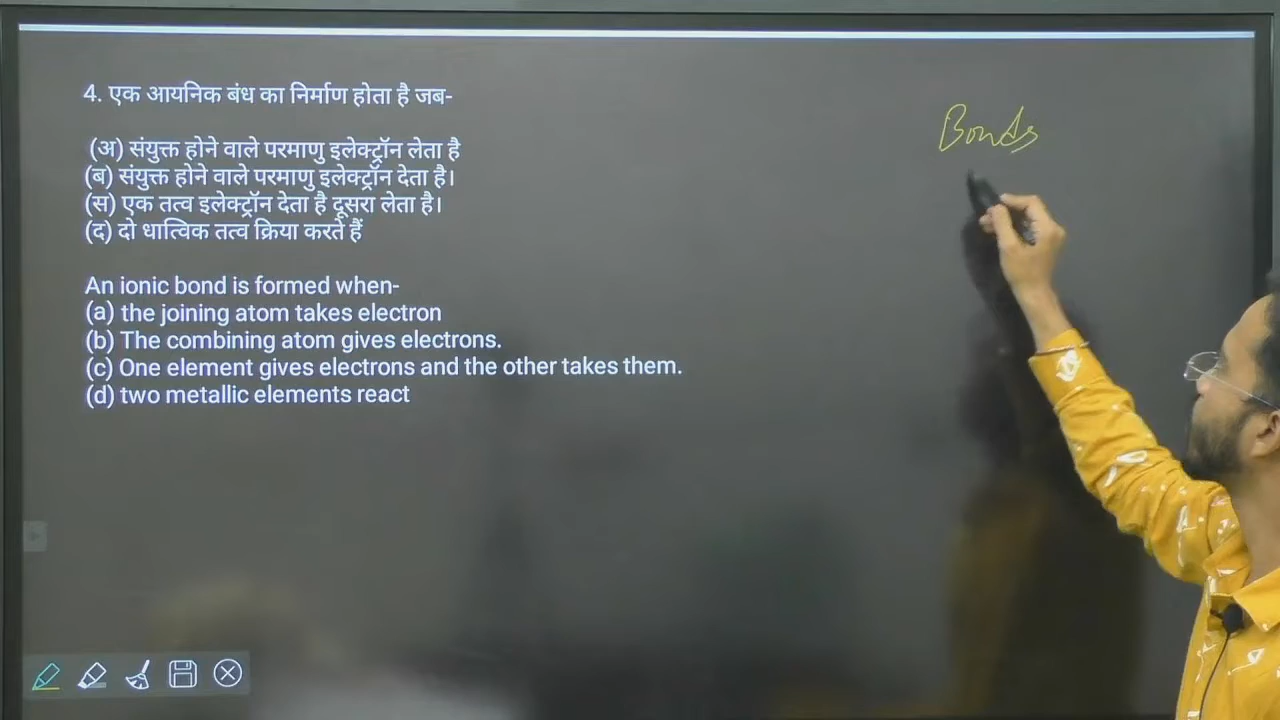 4. एक आयनिक बंध का निर्माण होता है जब-
(अ) संयुक्त होने वाले परमाणु इलेक्ट्रॉन लेता है
(ब) संयुक्त होने वाले परमाणु इलेक्ट्रॉन देता है।
(स) एक तत्व इलेक्ट्रॉन देता है दूसरा लेता है।
(द) दो धात्विक तत्व क्रिया करते हैं
An ionic bond is formed when-
(a) the joining atom takes electron
(b) The combining atom gives electrons.
(c) One element gives electrons and the other takes them.
(d) two metallic elements react
Bonds